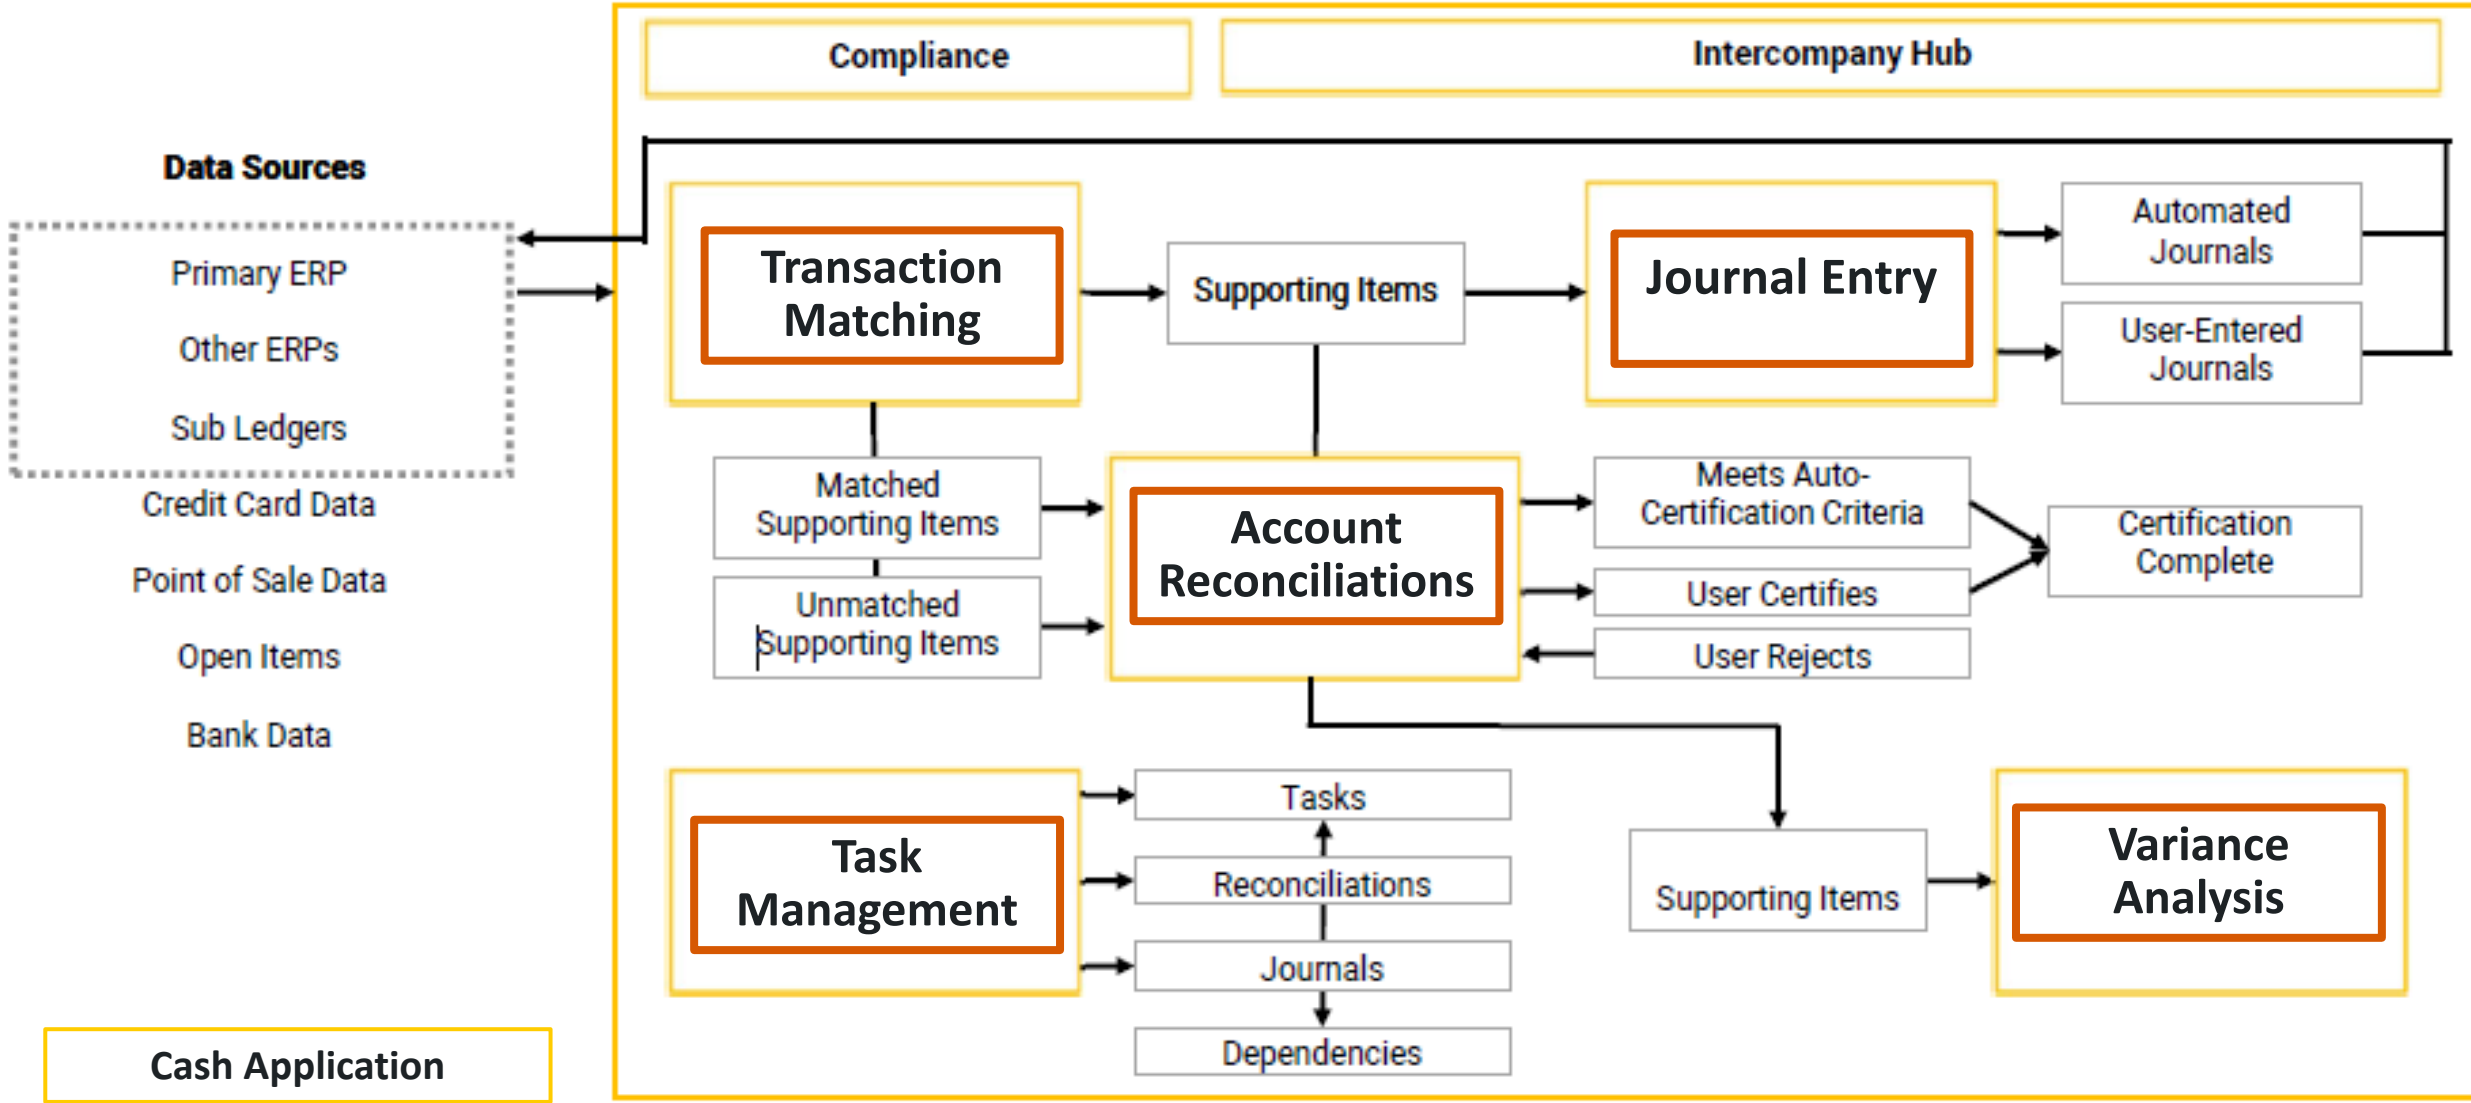 Compliance
Intercompany Hub
Data Sources
Primary ERP
Other ERPs
Sub Ledgers
Credit Card Data
Point of Sale Data
Open Items
Bank Data
Transaction
Matching
Supporting Items
Journal Entry
Automated
Journals
User-Entered
Journals
Matched
Supporting Items
Unmatched
Supporting Items
Account
Reconciliations
Meets Auto-
Certification Criteria
User Certifies
User Rejects
Certification
Complete
Task
Management
Tasks
Reconciliations
Journals
Dependencies
Supporting Items
Variance
Analysis
Cash Application